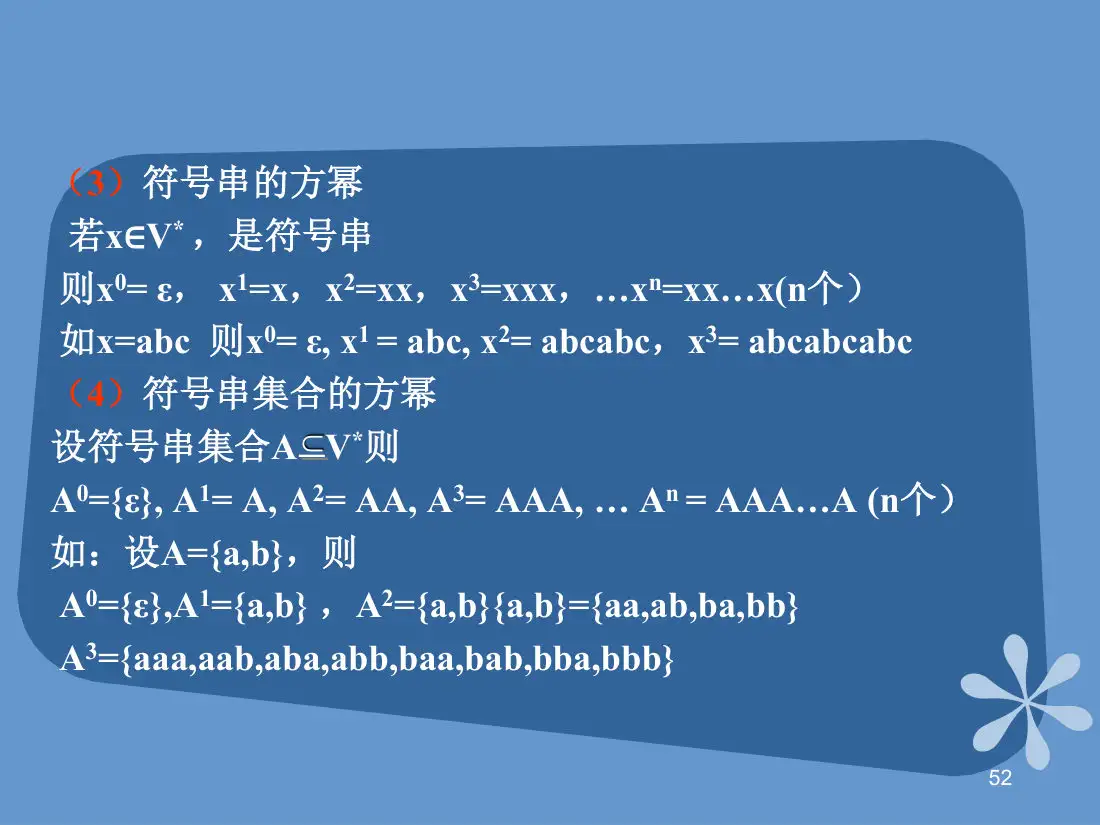 （3）符号串的方幂
若x∈V*，是符号串
则x⁰= ε， x¹=x，x²=xx，x³=xxx，…xⁿ=xx…x(n个）
如x=abc 则x⁰= ε, x¹ = abc, x²= abcabc，x³= abcabcabc
（4）符号串集合的方幂
设符号串集合A⊆V*则
A⁰={ε}, A¹= A, A²= AA, A³= AAA, … Aⁿ = AAA…A (n个）
如：设A={a,b}，则
A⁰={ε},A¹={a,b} ，A²={a,b}{a,b}={aa,ab,ba,bb}
A³={aaa,aab,aba,abb,baa,bab,bba,bbb}
52